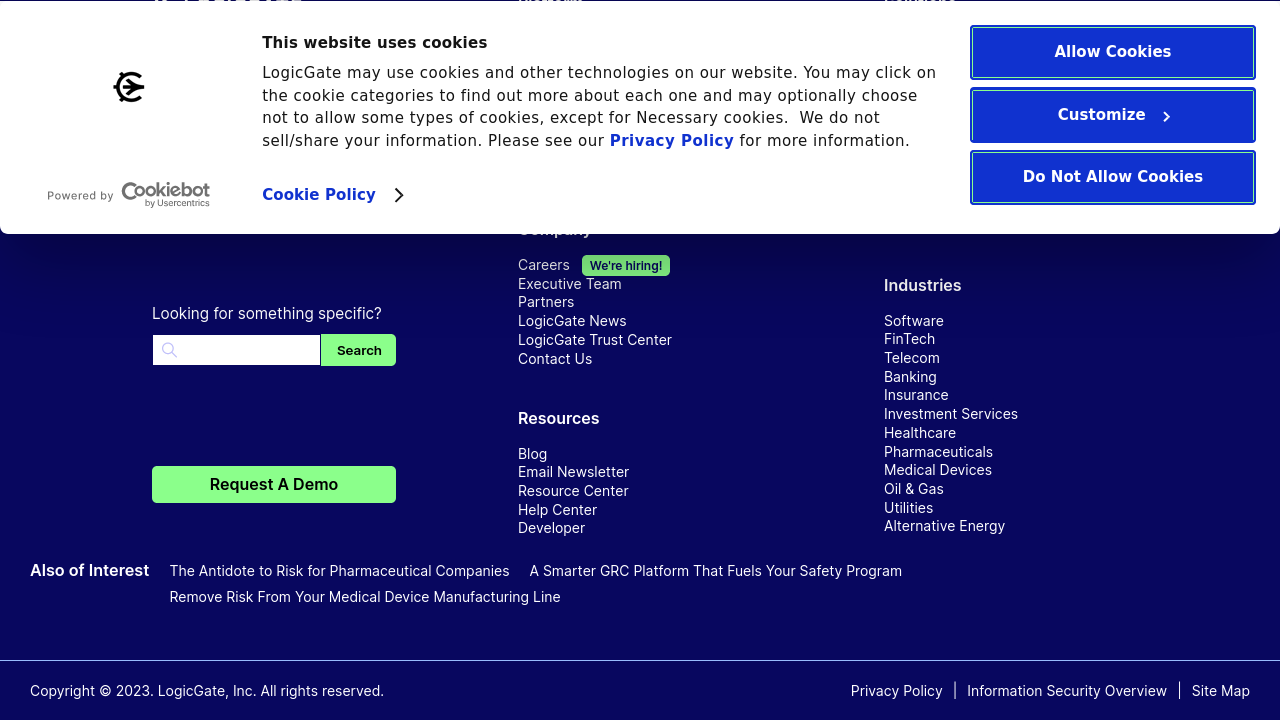 This website uses cookies
LogicGate may use cookies and other technologies on our website. You may click on
the cookie categories to find out more about each one and may optionally choose
not to allow some types of cookies, except for Necessary cookies.  We do not
sell/share your information. Please see our Privacy Policy for more information.
Cookie Policy
Powered by Cookiebot
by Usercentrics
Allow Cookies
Customize
Do Not Allow Cookies
Looking for something specific?
Search
Request A Demo
Careers We're hiring!
Executive Team
Partners
LogicGate News
LogicGate Trust Center
Contact Us
Resources
Blog
Email Newsletter
Resource Center
Help Center
Developer
Industries
Software
FinTech
Telecom
Banking
Insurance
Investment Services
Healthcare
Pharmaceuticals
Medical Devices
Oil & Gas
Utilities
Alternative Energy
Also of Interest
The Antidote to Risk for Pharmaceutical Companies
A Smarter GRC Platform That Fuels Your Safety Program
Remove Risk From Your Medical Device Manufacturing Line
Copyright © 2023. LogicGate, Inc. All rights reserved.
Privacy Policy | Information Security Overview | Site Map